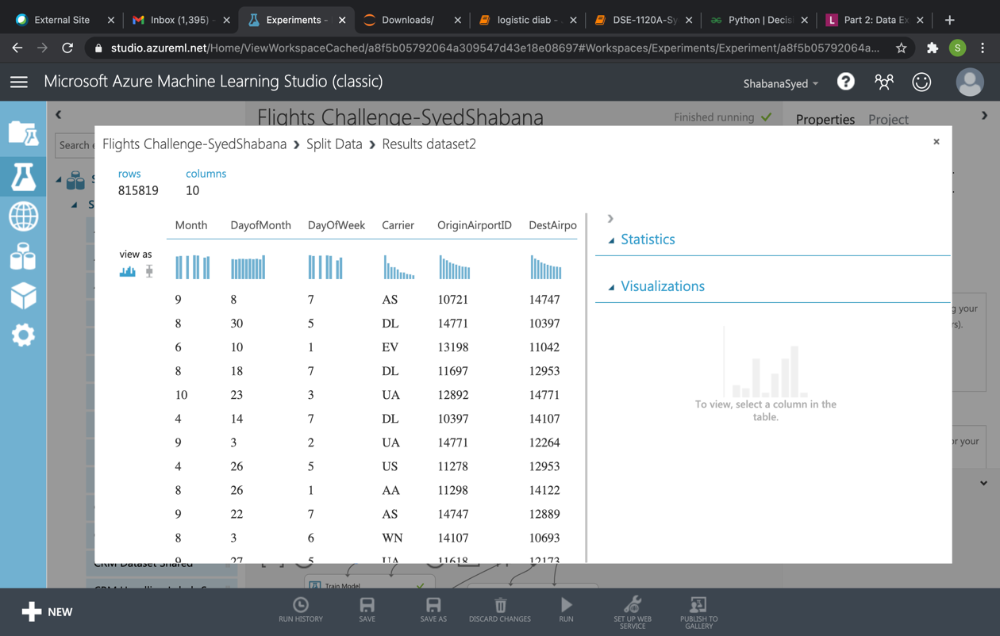 External Site
Inbox (1,395) -
Experiments -
Downloads/
logistic diab -
DSE-1120A-Sy
Python | Decis
Part 2: Data Ex
studio.azureml.net/Home/ViewWorkspaceCached/a8f5b05792064a309547d43e18e08697#Workspaces/Experiments/Experiment/a8f5b05792064a...
S
Microsoft Azure Machine Learning Studio (classic)
ShabanaSyed
Flights Challenge-SyedShabana
Finished running
Properties Project
Search e
Flights Challenge-SyedShabana › Split Data › Results dataset2
rows columns
815819 10
Month DayofMonth DayOfWeek Carrier OriginAirportID DestAirpo
view as
9 8 7 AS 10721 14747
8 30 5 DL 14771 10397
6 10 1 EV 13198 11042
8 18 7 DL 11697 12953
10 23 3 UA 12892 14771
4 14 7 DL 10397 14107
9 3 2 UA 14771 12264
4 26 5 US 11278 12953
8 26 1 AA 11298 14122
9 22 7 AS 14747 12889
8 3 6 WN 14107 10693
9 27 5 UA 11618 12173
Statistics
Visualizations
To view, select a column in the
table.
g your
rs).
or your
CRM Dataset Shared
Train Model
NEW
RUN HISTORY
SAVE
SAVE AS
DISCARD CHANGES
RUN
SET UP WEB
SERVICE
PUBLISH TO
GALLERY